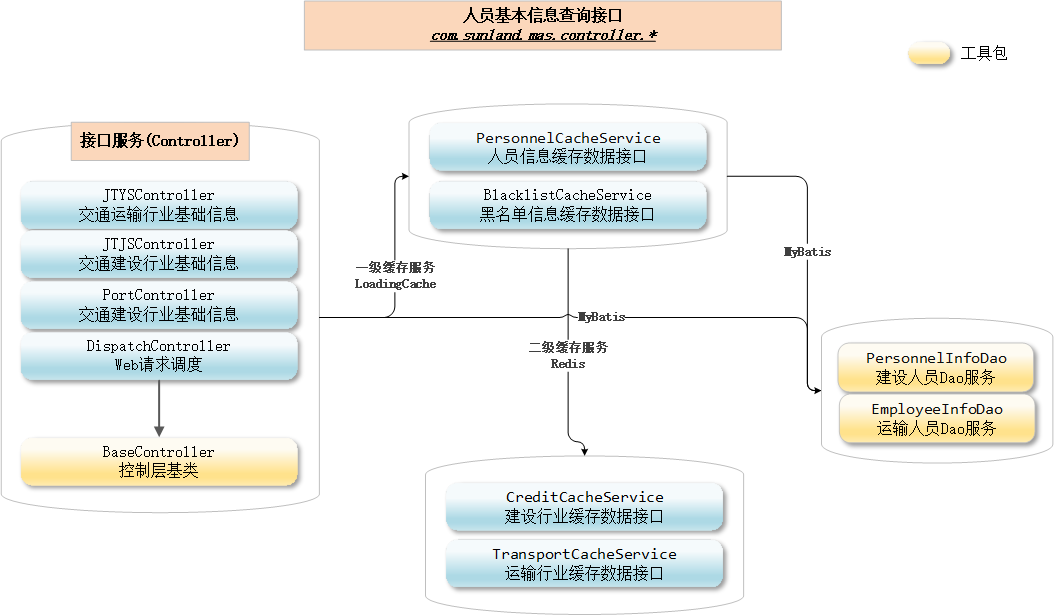 人员基本信息查询接口
com.sunland.mas.controller.*
工具包
接口服务(Controller)
JTYSController
交通运输行业基础信息
JTJSController
交通建设行业基础信息
PortController
交通建设行业基础信息
DispatchController
Web请求调度
BaseController
控制层基类
一级缓存服务
LoadingCache
PersonnelCacheService
人员信息缓存数据接口
BlacklistCacheService
黑名单信息缓存数据接口
MyBatis
MyBatis
二级缓存服务
Redis
PersonnelInfoDao
建设人员Dao服务
EmployeeInfoDao
运输人员Dao服务
CreditCacheService
建设行业缓存数据接口
TransportCacheService
运输行业缓存数据接口